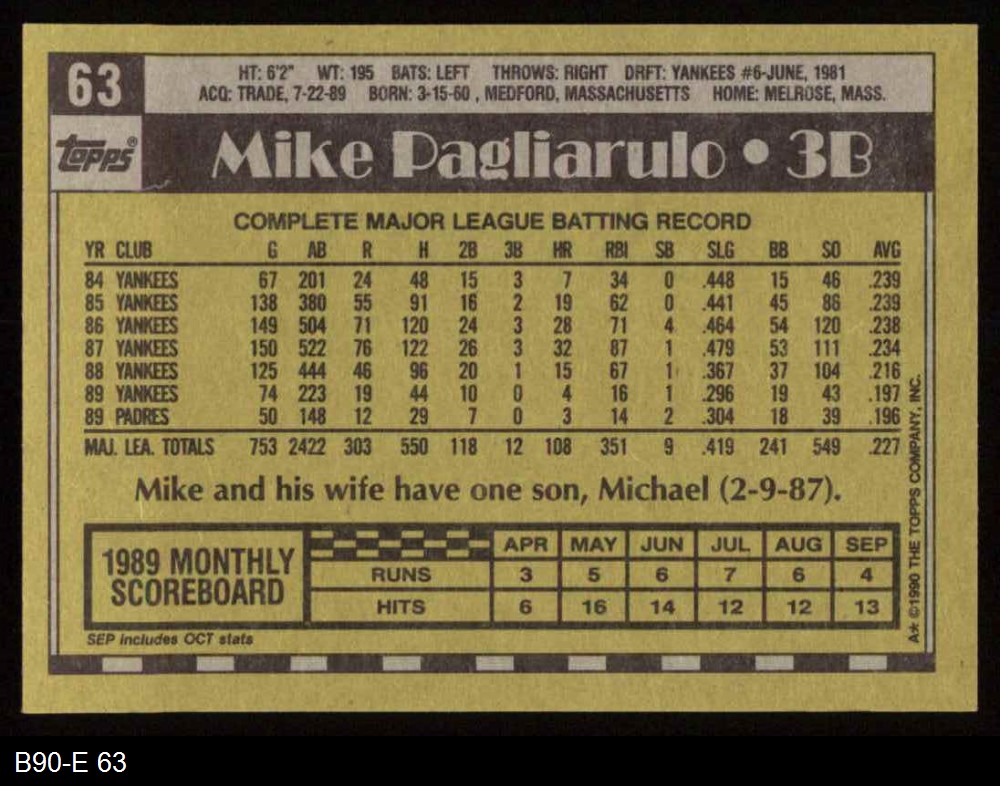 63
HT: 6'2" WT: 195 BATS: LEFT THROWS: RIGHT DRFT: YANKEES #6-JUNE, 1981
ACQ: TRADE, 7-22-89 BORN: 3-15-60 , MEDFORD, MASSACHUSETTS HOME: MELROSE, MASS.
topps®
Mike Pagliarulo • 3B
COMPLETE MAJOR LEAGUE BATTING RECORD
YR CLUB G AB R H 2B 3B HR RBI SB SLG BB SO AVG
84 YANKEES 67 201 24 48 15 3 7 34 0 .448 15 46 .239
85 YANKEES 138 380 55 91 16 2 19 62 0 .441 45 86 .239
86 YANKEES 149 504 71 120 24 3 28 71 4 .464 54 120 .238
87 YANKEES 150 522 76 122 26 3 32 87 1 .479 53 111 .234
88 YANKEES 125 444 46 96 20 1 15 67 1 .367 37 104 .216
89 YANKEES 74 223 19 44 10 0 4 16 1 .296 19 43 .197
89 PADRES 50 148 12 29 7 0 3 14 2 .304 18 39 .196
MAJ. LEA. TOTALS 753 2422 303 550 118 12 108 351 9 .419 241 549 .227
Mike and his wife have one son, Michael (2-9-87).
1989 MONTHLY
SCOREBOARD
APR MAY JUN JUL AUG SEP
RUNS 3 5 6 7 6 4
HITS 6 16 14 12 12 13
SEP includes OCT stats
A* ©1990 THE TOPPS COMPANY, INC.
B90-E 63